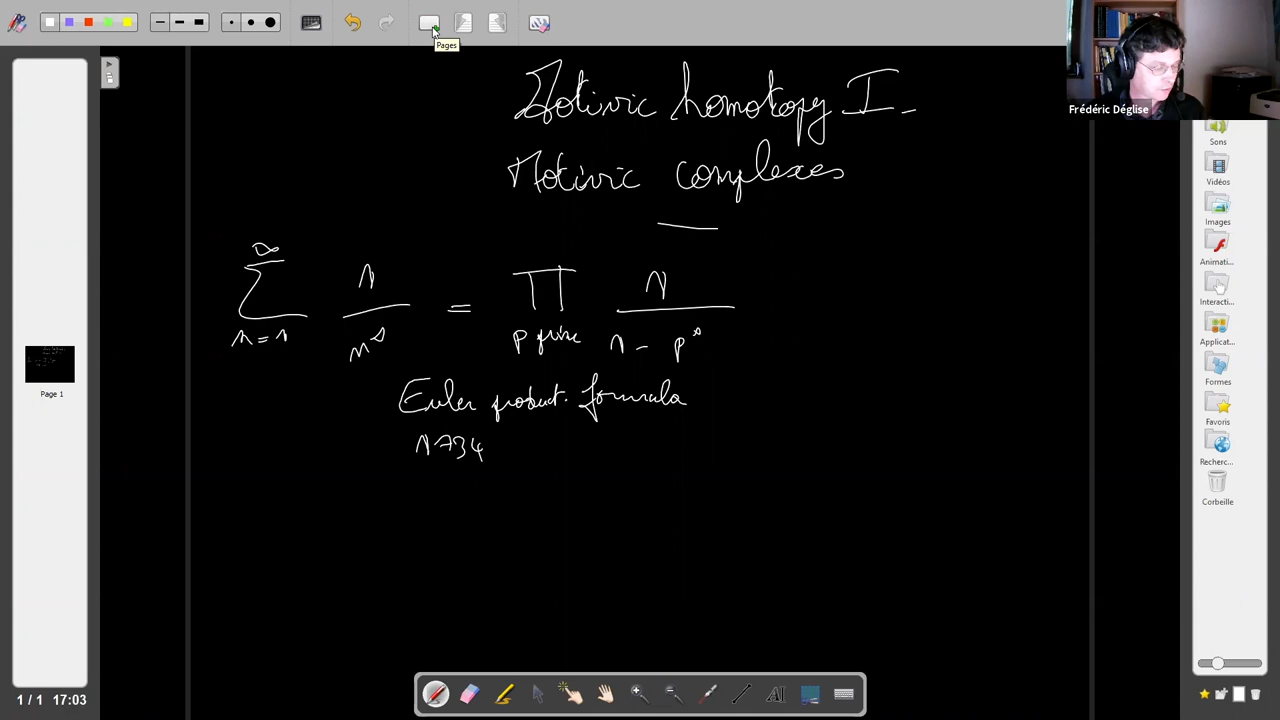 Pages
Frédéric Déglise
Motivic homotopy I -
Motivic complexes
∞
∑ 1/n^s = ∏ 1/1 - p^s
n = 1 p prime
Euler product formula
1734
Page 1
Sons
Vidéos
Images
Animati...
Interacti...
Applicat...
Formes
Favoris
Recherc...
Corbeille
1 / 1 17:03